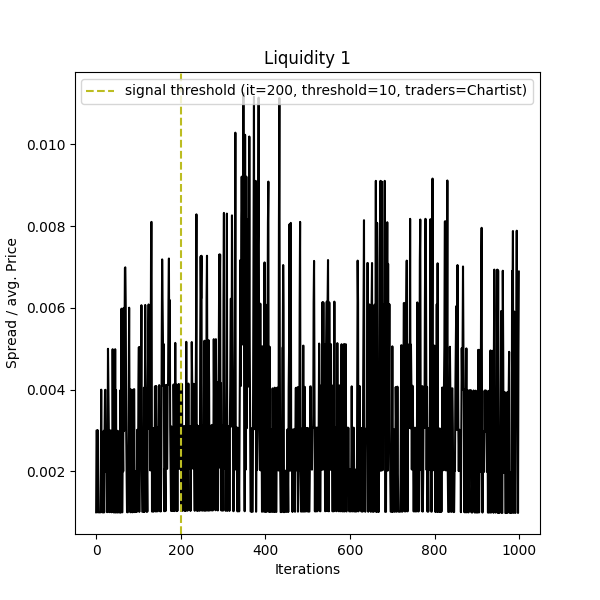 Liquidity 1
signal threshold (it=200, threshold=10, traders=Chartist)
0.010
0.008
0.006
0.004
0.002
Spread / avg. Price
0 200 400 600 800 1000
Iterations